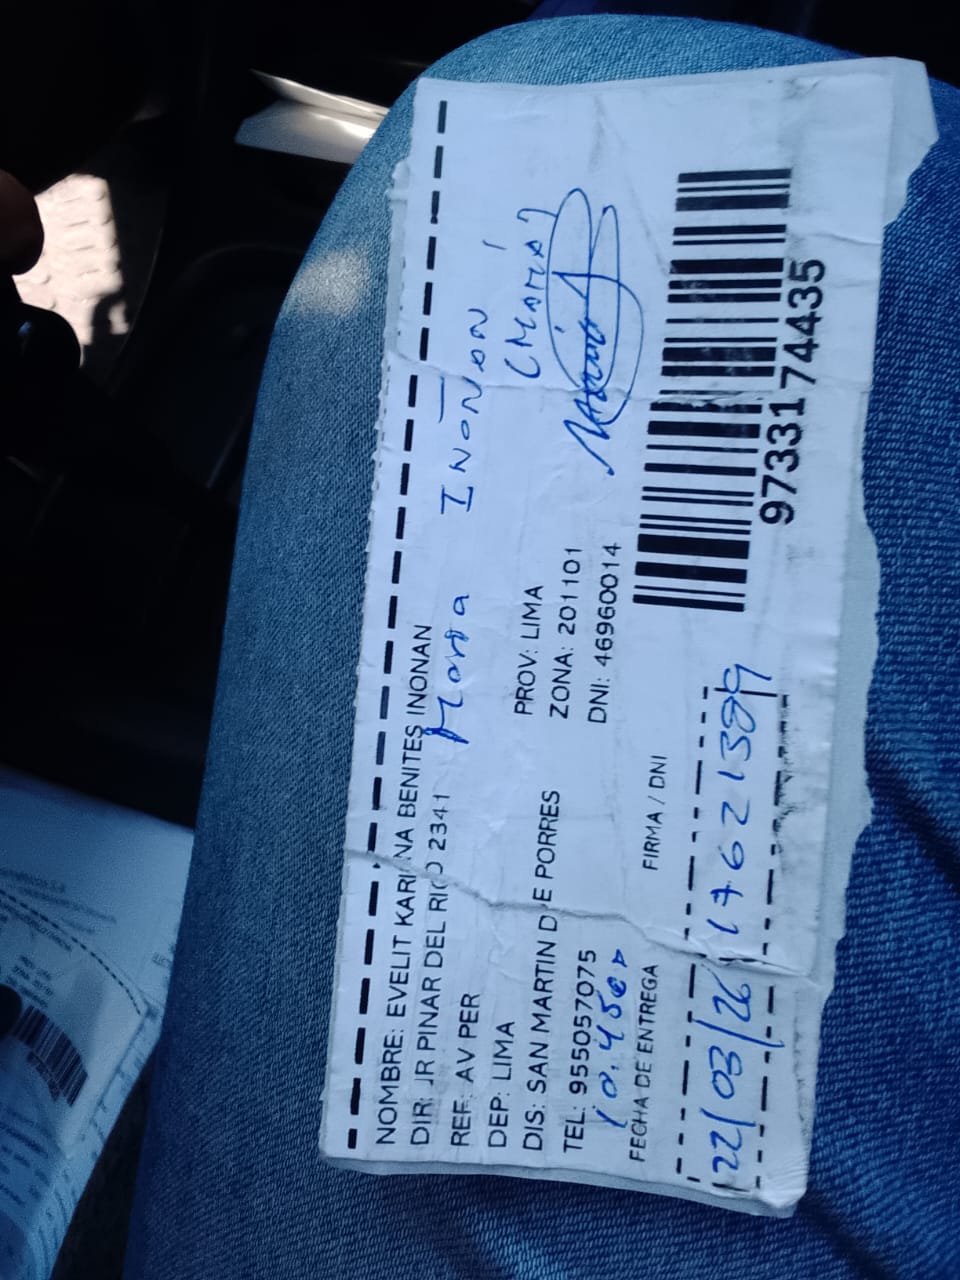 NOMBRE: EVELIT KARINA BENITES INONAN
DIR: JR PINAR DEL RIO 2341
Maria INOÑAN
REF: AV PER
(MAMÁ)
DEP: LIMA
PROV: LIMA
DIS: SAN MARTIN DE PORRES
ZONA: 201101
TEL: 955057075
DNI: 46960014
FECHA DE ENTREGA
FIRMA / DNI
22/03/26
97331 74435